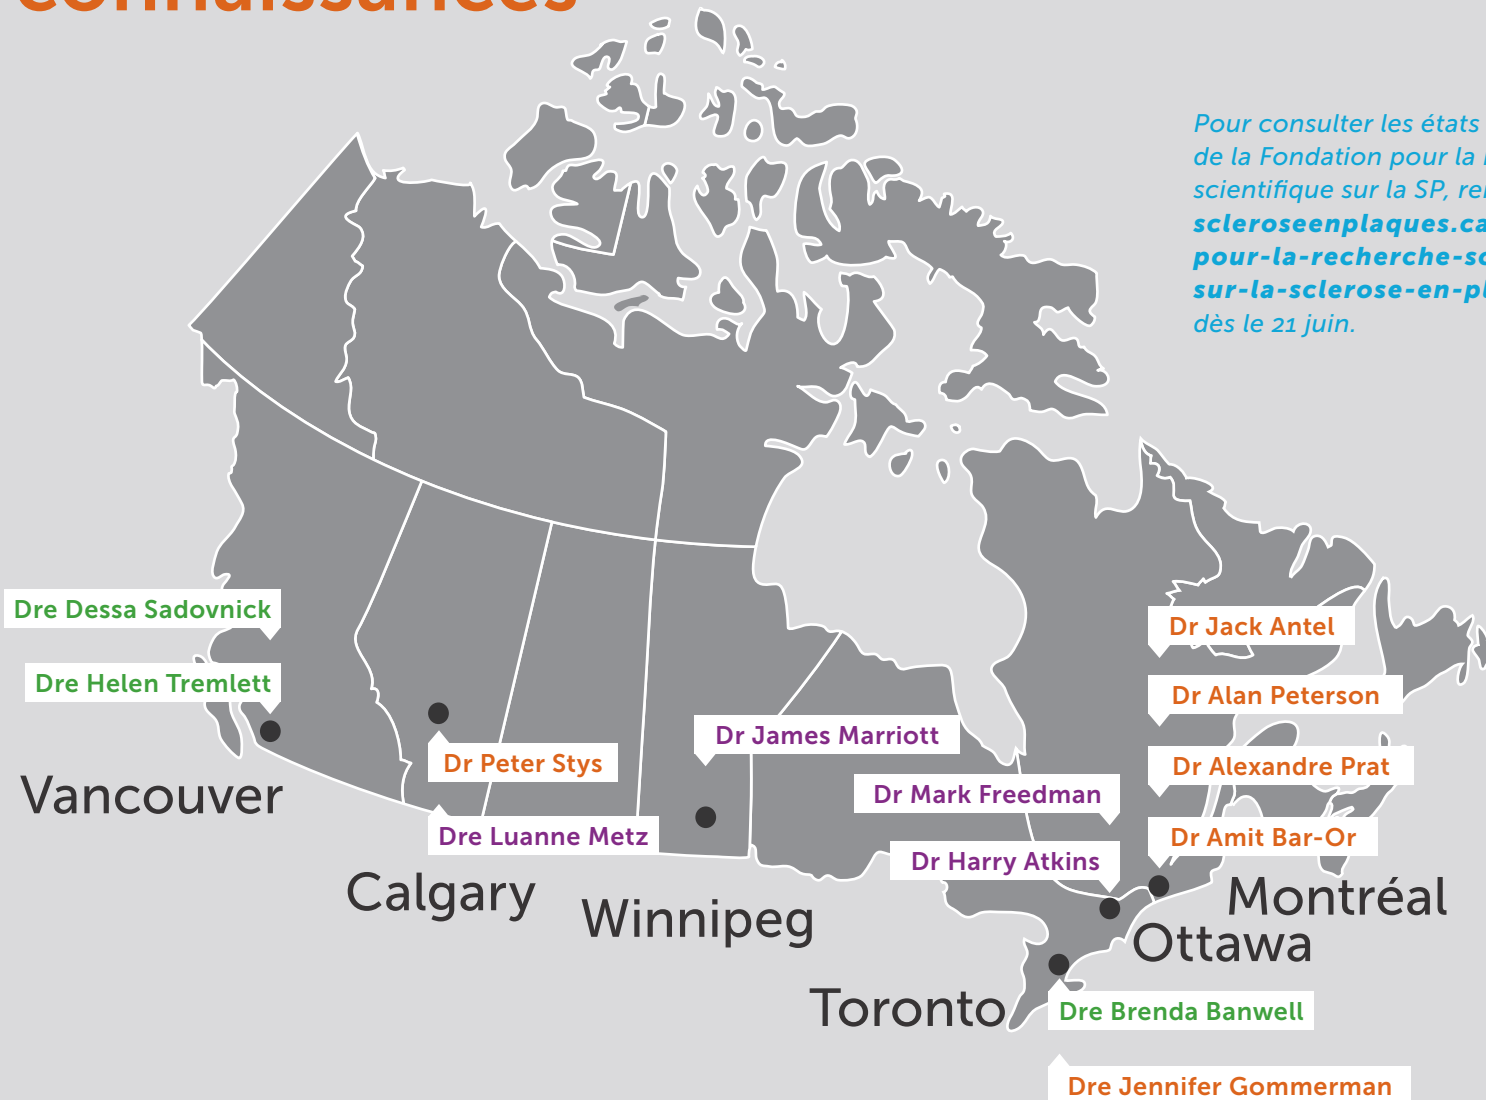 connaissances
Pour consulter les états
de la Fondation pour la
scientifique sur la SP,
scleroseenplaques.ca
pour-la-recherche-sc
sur-la-sclerose-en-pl
dès le 21 juin.
Dre Dessa Sadovnick
Dre Helen Tremlett
Vancouver
Dr Peter Stys
Dre Luanne Metz
Calgary
Dr James Marriott
Winnipeg
Dr Mark Freedman
Dr Harry Atkins
Ottawa
Dr Jack Antel
Dr Alan Peterson
Dr Alexandre Prat
Dr Amit Bar-Or
Montréal
Toronto
Dre Brenda Banwell
Dre Jennifer Gommerman